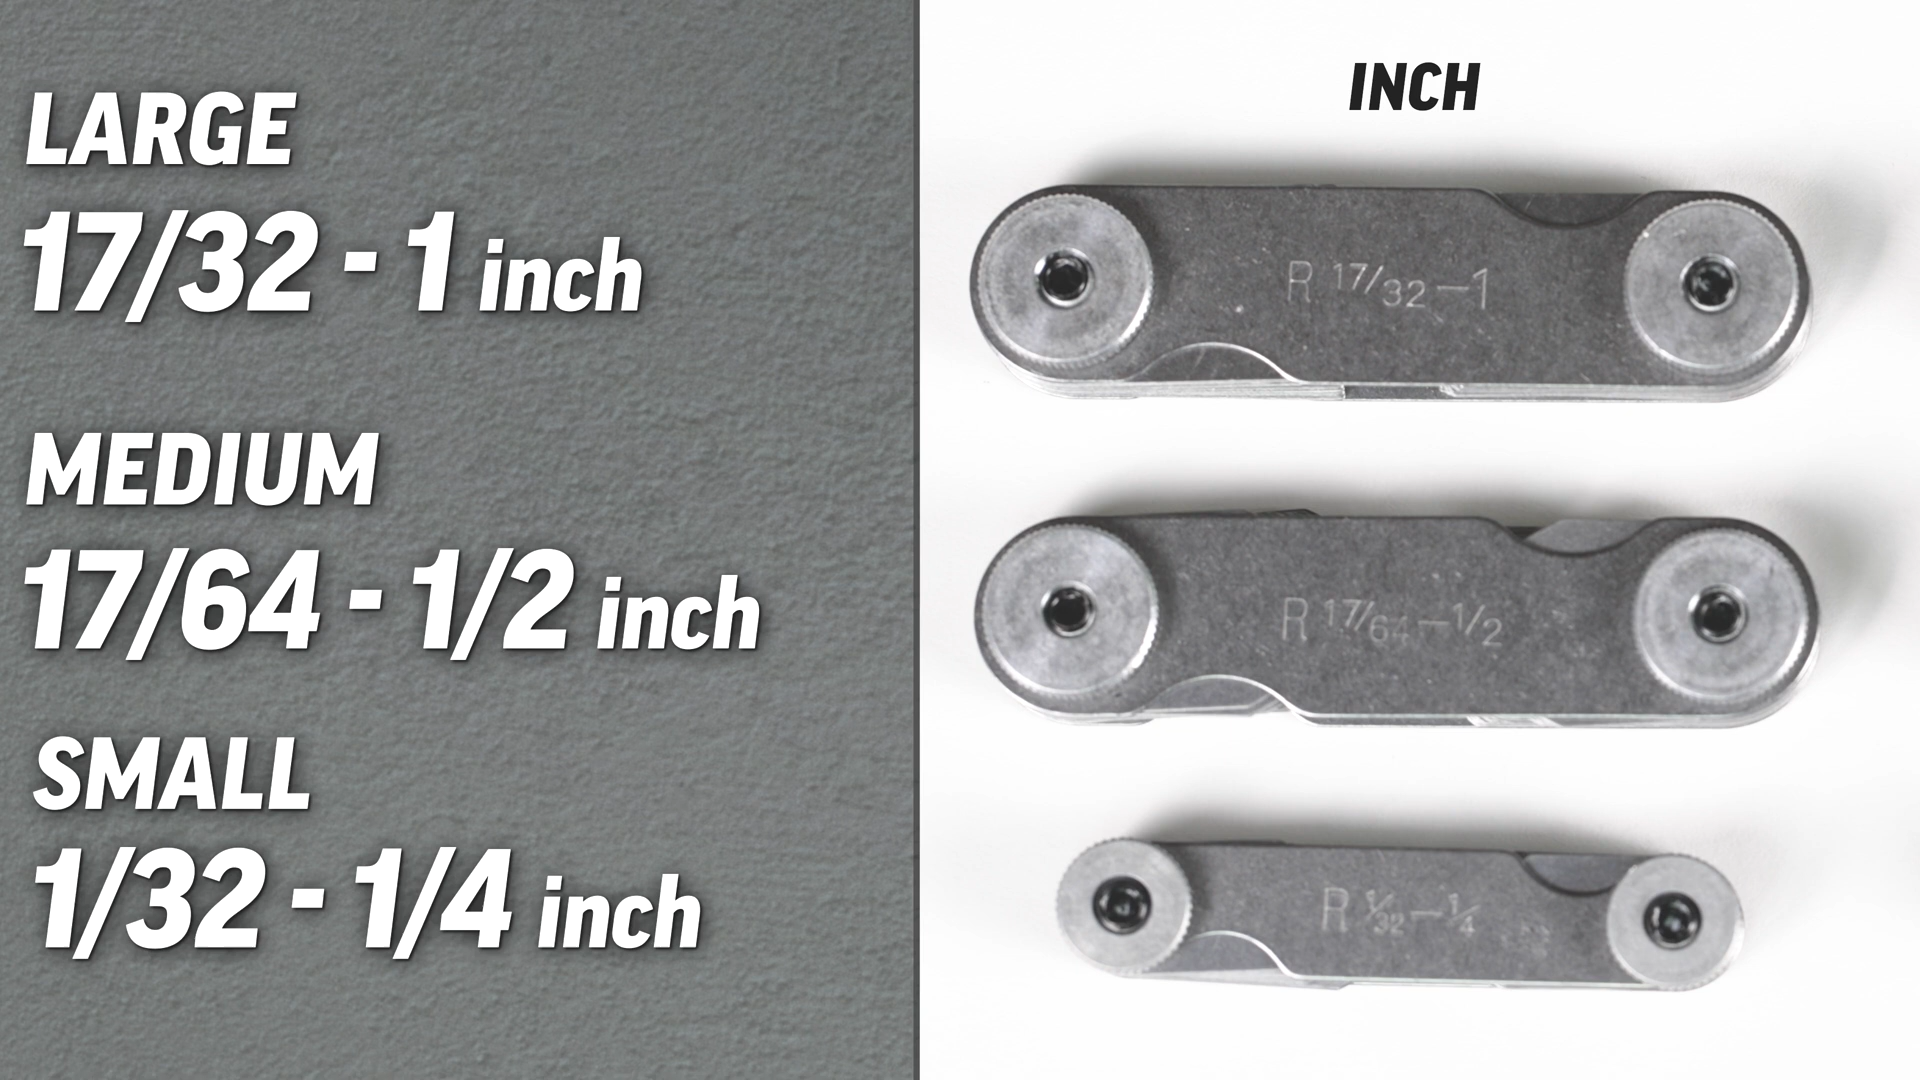 LARGE
17/32 - 1 inch
MEDIUM
17/64 - 1/2 inch
SMALL
1/32 - 1/4 inch
INCH
R 17/32—1
R 17/64—1/2
R 1/32—1/4